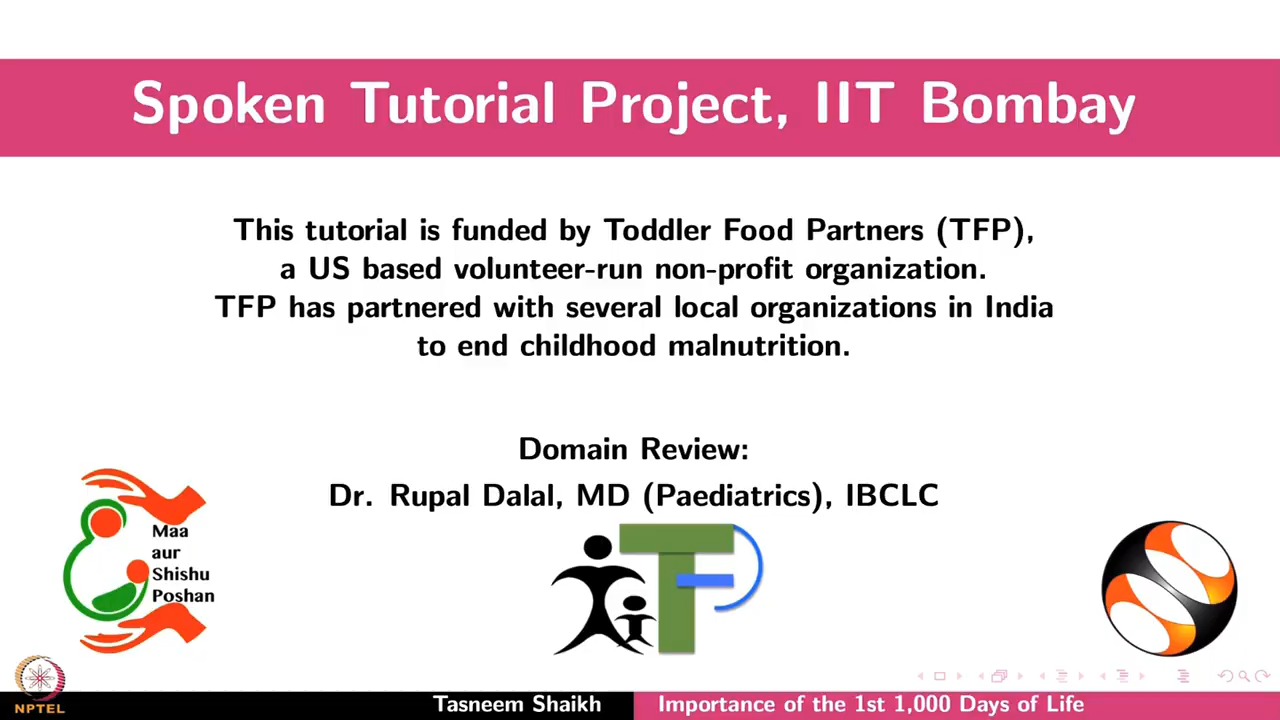 Spoken Tutorial Project, IIT Bombay
This tutorial is funded by Toddler Food Partners (TFP),
a US based volunteer-run non-profit organization.
TFP has partnered with several local organizations in India
to end childhood malnutrition.
Domain Review:
Dr. Rupal Dalal, MD (Paediatrics), IBCLC
Maa
aur
Shishu
Poshan
TFP
NPTEL
Tasneem Shaikh
Importance of the 1st 1,000 Days of Life